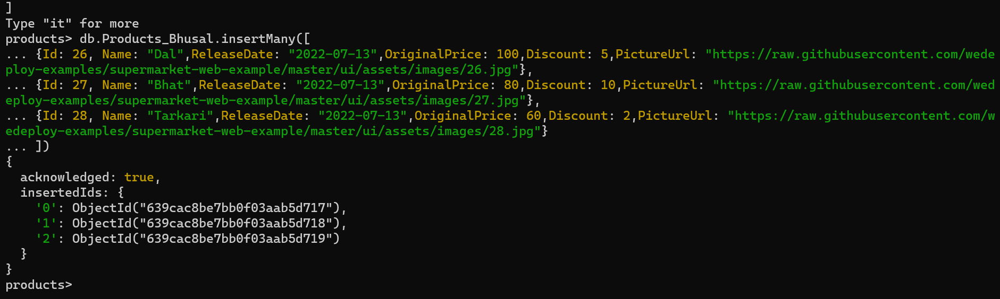 ]
Type "it" for more
products> db.Products_Bhusal.insertMany([
... {Id: 26, Name: "Dal",ReleaseDate: "2022-07-13",OriginalPrice: 100,Discount: 5,PictureUrl: "https://raw.githubusercontent.com/wede
ploy-examples/supermarket-web-example/master/ui/assets/images/26.jpg"},
... {Id: 27, Name: "Bhat",ReleaseDate: "2022-07-13",OriginalPrice: 80,Discount: 10,PictureUrl: "https://raw.githubusercontent.com/wed
eploy-examples/supermarket-web-example/master/ui/assets/images/27.jpg"},
... {Id: 28, Name: "Tarkari",ReleaseDate: "2022-07-13",OriginalPrice: 60,Discount: 2,PictureUrl: "https://raw.githubusercontent.com/w
edeploy-examples/supermarket-web-example/master/ui/assets/images/28.jpg"}
... ])
{
  acknowledged: true,
  insertedIds: {
    '0': ObjectId("639cac8be7bb0f03aab5d717"),
    '1': ObjectId("639cac8be7bb0f03aab5d718"),
    '2': ObjectId("639cac8be7bb0f03aab5d719")
  }
}
products>